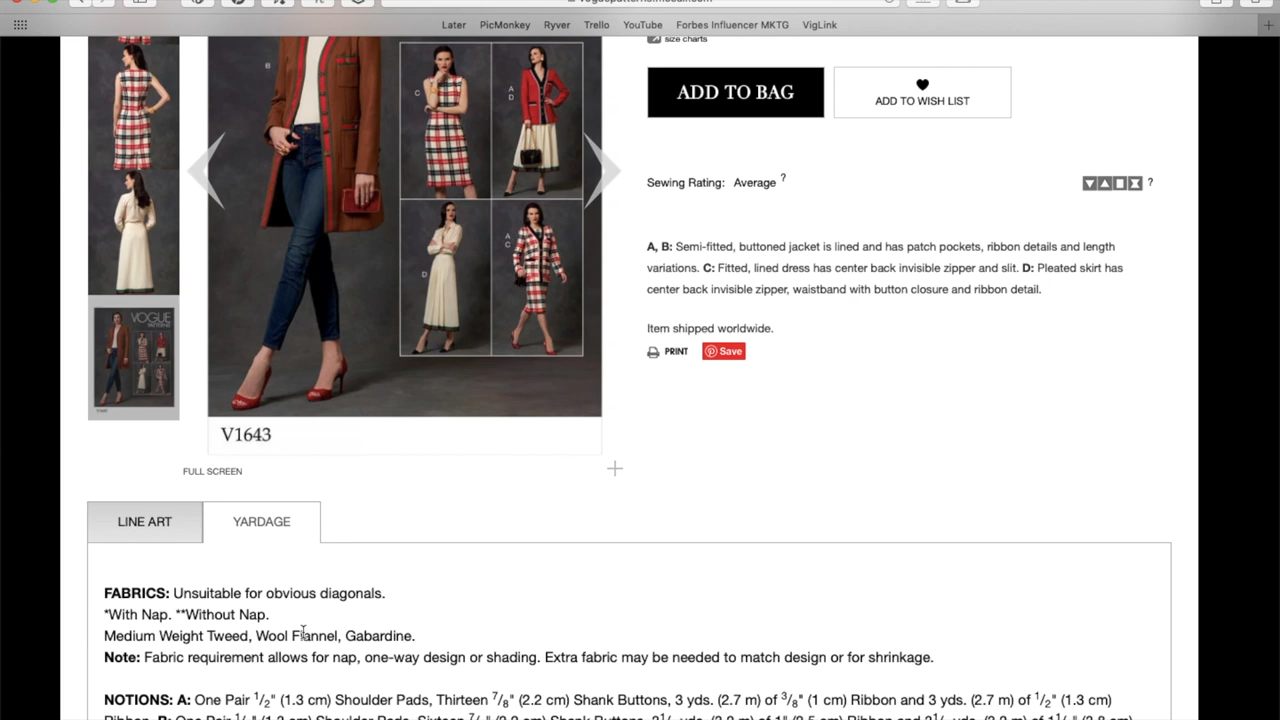 Later PicMonkey Ryver Trello YouTube Forbes Influencer MKTG VigLink
size charts
B
C
A
D
D
A
C
ADD TO BAG
ADD TO WISH LIST
Sewing Rating: Average ?
?
A, B: Semi-fitted, buttoned jacket is lined and has patch pockets, ribbon details and length
variations. C: Fitted, lined dress has center back invisible zipper and slit. D: Pleated skirt has
center back invisible zipper, waistband with button closure and ribbon detail.
Item shipped worldwide.
PRINT Save
VOGUE
PATTERNS
V1643
FULL SCREEN
LINE ART YARDAGE
FABRICS: Unsuitable for obvious diagonals.
*With Nap. **Without Nap.
Medium Weight Tweed, Wool Flannel, Gabardine.
Note: Fabric requirement allows for nap, one-way design or shading. Extra fabric may be needed to match design or for shrinkage.
NOTIONS: A: One Pair 1/2" (1.3 cm) Shoulder Pads, Thirteen 7/8" (2.2 cm) Shank Buttons, 3 yds. (2.7 m) of 3/8" (1 cm) Ribbon and 3 yds. (2.7 m) of 1/2" (1.3 cm)